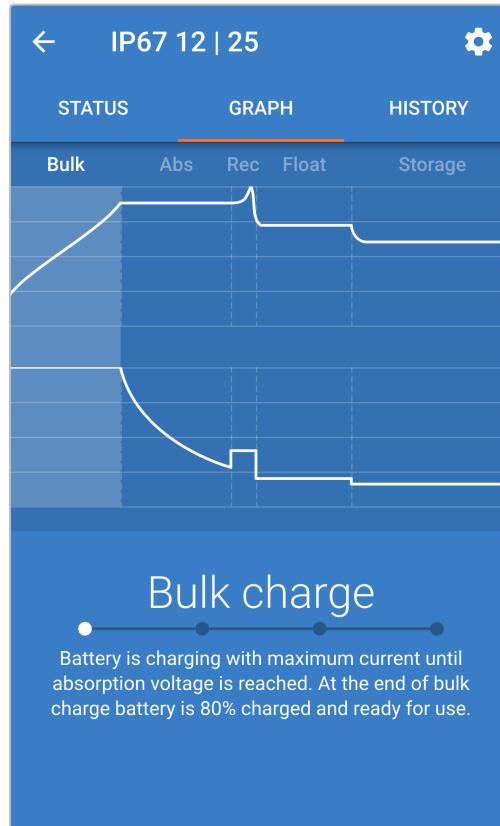 IP67 12 | 25
STATUS GRAPH HISTORY
Bulk Abs Rec Float Storage
Bulk charge
Battery is charging with maximum current until
absorption voltage is reached. At the end of bulk
charge battery is 80% charged and ready for use.